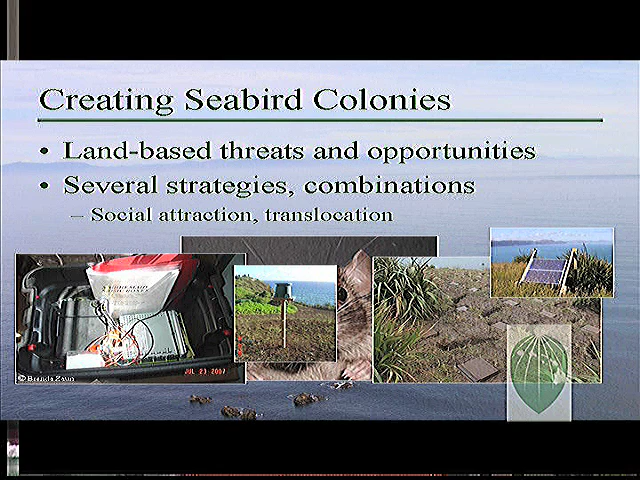 Creating Seabird Colonies
• Land-based threats and opportunities
• Several strategies, combinations
– Social attraction, translocation
JUL 23 2007
© Brenda Zaun